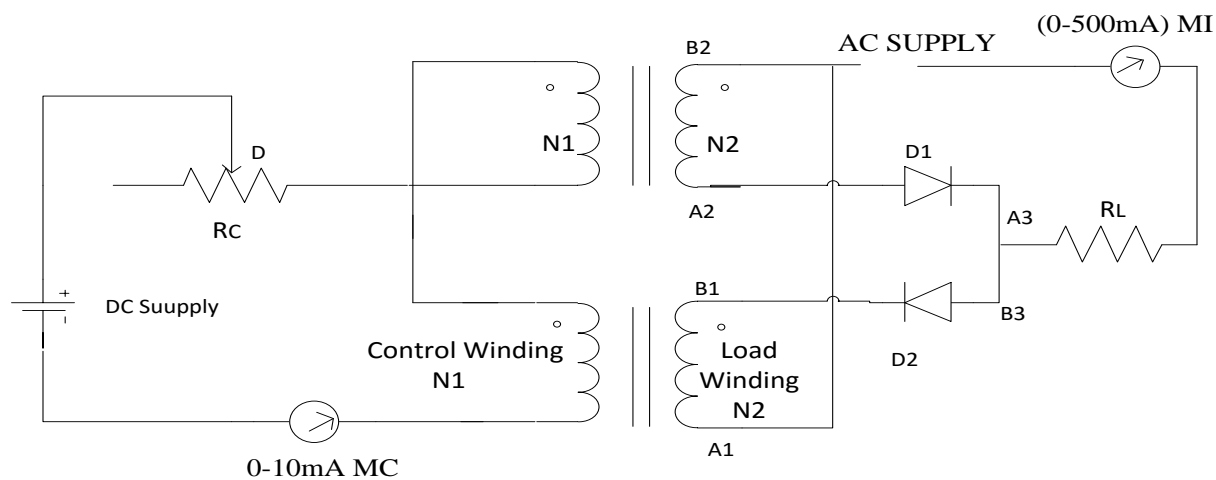 (0-500mA) MI
AC SUPPLY
B2
D
N1
N2
D1
A2
A3
RL
RC
+
-
DC Suupply
B1
B3
Control Winding
N1
Load
Winding
N2
D2
A1
0-10mA MC